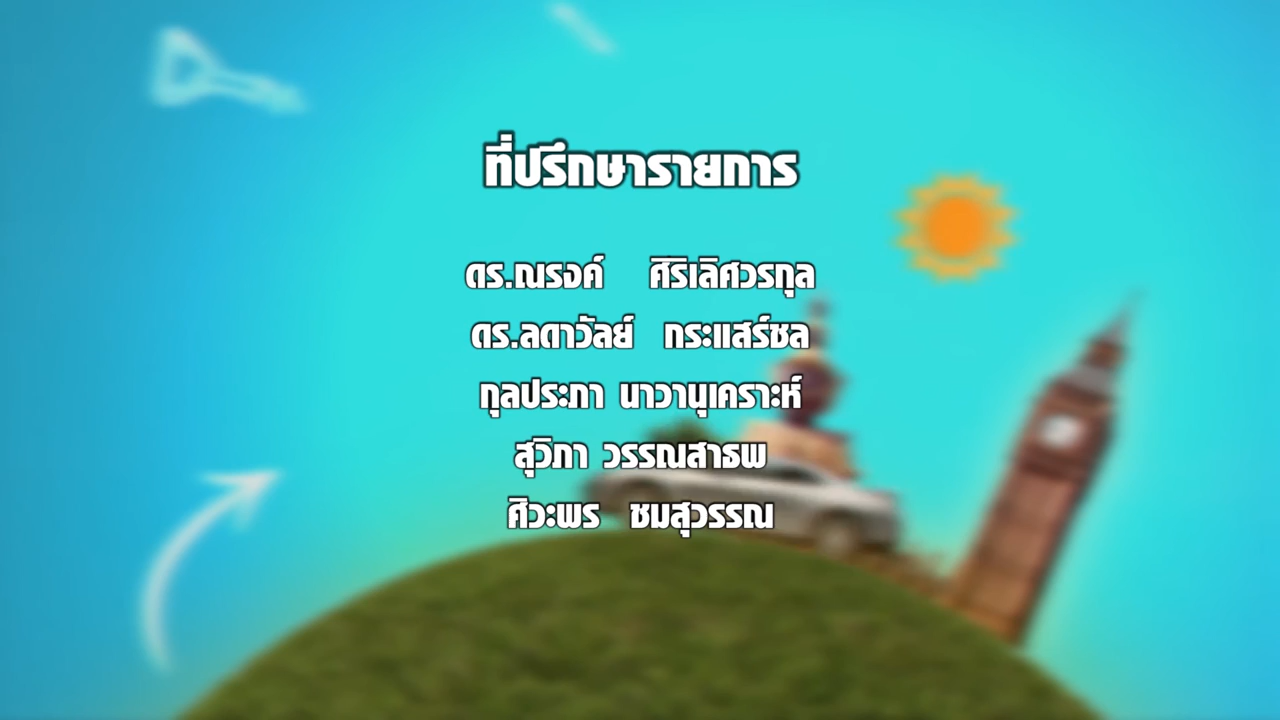 ที่ปรึกษารายการ
ดร.ณรงค์ ศิริเลิศวรกุล
ดร.ลดาวัลย์ กระแสร์ชล
กุลประภา นาวานุเคราะห์
สุวิภา วรรณสาธพ
ศิวะพร ชมสุวรรณ